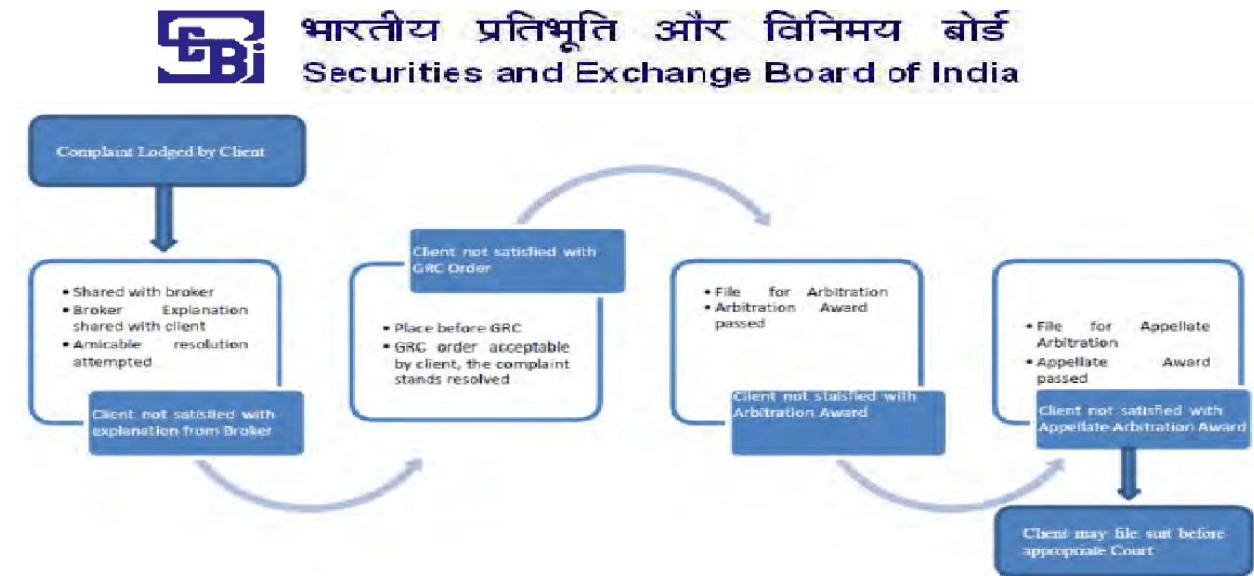 SEBI
भारतीय प्रतिभूति और विनिमय बोर्ड
Securities and Exchange Board of India
Complaint Lodged by Client
• Shared with broker
• Broker Explanation
shared with client
• Amicable resolution
attempted
Client not satisfied with
explanation from Broker
Client not satisfied with
GRC Order
• Place before GRC
• GRC order acceptable
by client, the complaint
stands resolved
• File for Arbitration
• Arbitration Award
passed
Client not statsfied with
Arbitration Award
• File for Appellate
Arbitration
• Appellate Award
passed
Client not satisfied with
Appellate Arbitration Award
Client may file suit before
appropriate Court